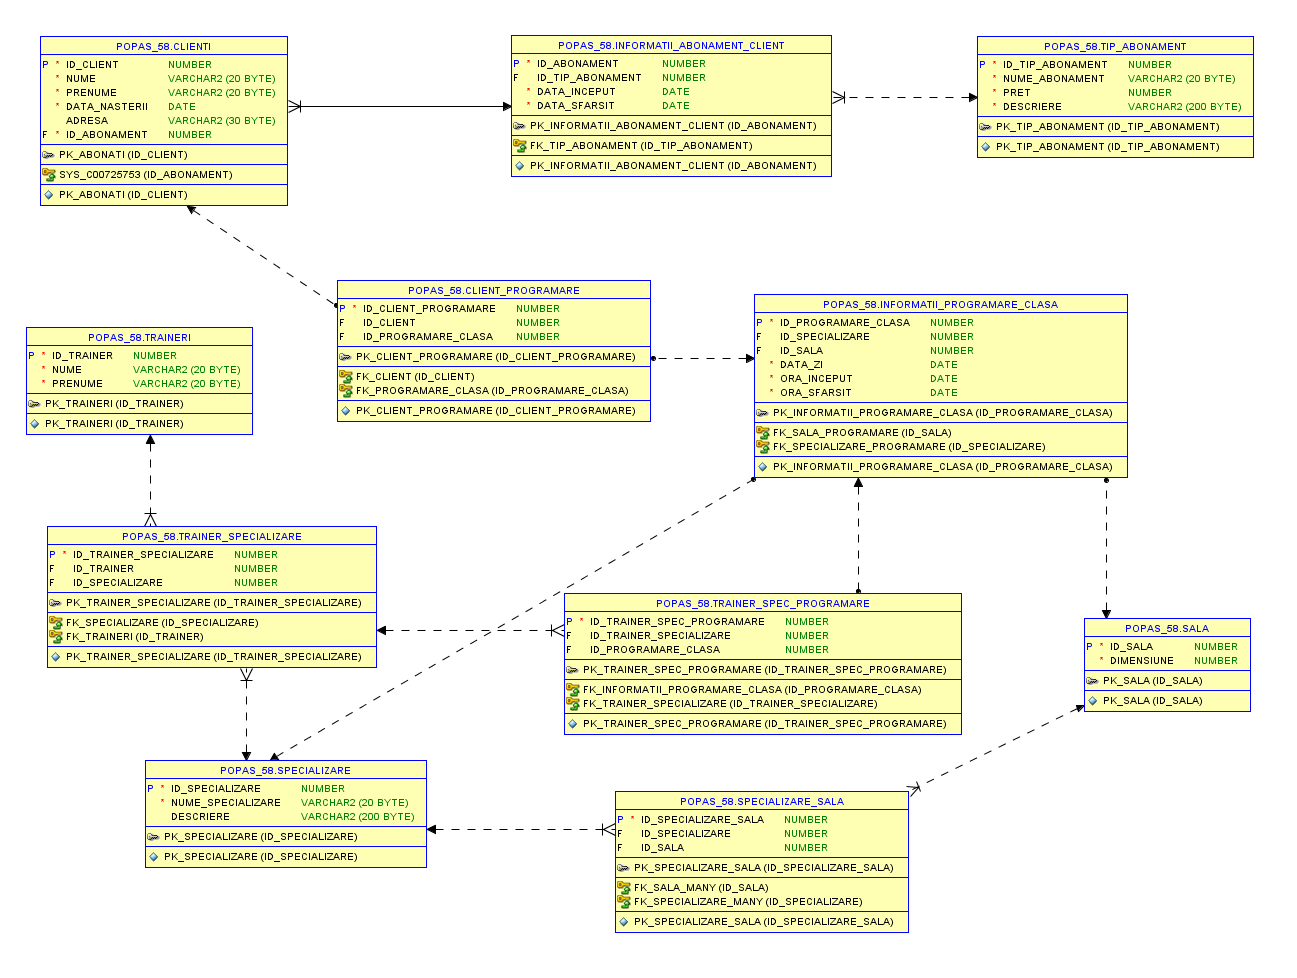 POPAS_58.CLIENTI
P * ID_CLIENT NUMBER
* NUME VARCHAR2 (20 BYTE)
* PRENUME VARCHAR2 (20 BYTE)
* DATA_NASTERII DATE
ADRESA VARCHAR2 (30 BYTE)
F * ID_ABONAMENT NUMBER
PK_ABONATI (ID_CLIENT)
SYS_C00725753 (ID_ABONAMENT)
PK_ABONATI (ID_CLIENT)
POPAS_58.INFORMATII_ABONAMENT_CLIENT
P * ID_ABONAMENT NUMBER
F ID_TIP_ABONAMENT NUMBER
* DATA_INCEPUT DATE
* DATA_SFARSIT DATE
PK_INFORMATII_ABONAMENT_CLIENT (ID_ABONAMENT)
FK_TIP_ABONAMENT (ID_TIP_ABONAMENT)
PK_INFORMATII_ABONAMENT_CLIENT (ID_ABONAMENT)
POPAS_58.TIP_ABONAMENT
P * ID_TIP_ABONAMENT NUMBER
* NUME_ABONAMENT VARCHAR2 (20 BYTE)
* PRET NUMBER
* DESCRIERE VARCHAR2 (200 BYTE)
PK_TIP_ABONAMENT (ID_TIP_ABONAMENT)
PK_TIP_ABONAMENT (ID_TIP_ABONAMENT)
POPAS_58.CLIENT_PROGRAMARE
P * ID_CLIENT_PROGRAMARE NUMBER
F ID_CLIENT NUMBER
F ID_PROGRAMARE_CLASA NUMBER
PK_CLIENT_PROGRAMARE (ID_CLIENT_PROGRAMARE)
FK_CLIENT (ID_CLIENT)
FK_PROGRAMARE_CLASA (ID_PROGRAMARE_CLASA)
PK_CLIENT_PROGRAMARE (ID_CLIENT_PROGRAMARE)
POPAS_58.INFORMATII_PROGRAMARE_CLASA
P * ID_PROGRAMARE_CLASA NUMBER
F ID_SPECIALIZARE NUMBER
F ID_SALA NUMBER
* DATA_ZI DATE
* ORA_INCEPUT DATE
* ORA_SFARSIT DATE
PK_INFORMATII_PROGRAMARE_CLASA (ID_PROGRAMARE_CLASA)
FK_SALA_PROGRAMARE (ID_SALA)
FK_SPECIALIZARE_PROGRAMARE (ID_SPECIALIZARE)
PK_INFORMATII_PROGRAMARE_CLASA (ID_PROGRAMARE_CLASA)
POPAS_58.TRAINERI
P * ID_TRAINER NUMBER
* NUME VARCHAR2 (20 BYTE)
* PRENUME VARCHAR2 (20 BYTE)
PK_TRAINERI (ID_TRAINER)
PK_TRAINERI (ID_TRAINER)
POPAS_58.TRAINER_SPECIALIZARE
P * ID_TRAINER_SPECIALIZARE NUMBER
F ID_TRAINER NUMBER
F ID_SPECIALIZARE NUMBER
PK_TRAINER_SPECIALIZARE (ID_TRAINER_SPECIALIZARE)
FK_SPECIALIZARE (ID_SPECIALIZARE)
FK_TRAINERI (ID_TRAINER)
PK_TRAINER_SPECIALIZARE (ID_TRAINER_SPECIALIZARE)
POPAS_58.TRAINER_SPEC_PROGRAMARE
P * ID_TRAINER_SPEC_PROGRAMARE NUMBER
F ID_TRAINER_SPECIALIZARE NUMBER
F ID_PROGRAMARE_CLASA NUMBER
PK_TRAINER_SPEC_PROGRAMARE (ID_TRAINER_SPEC_PROGRAMARE)
FK_INFORMATII_PROGRAMARE_CLASA (ID_PROGRAMARE_CLASA)
FK_TRAINER_SPECIALIZARE (ID_TRAINER_SPECIALIZARE)
PK_TRAINER_SPEC_PROGRAMARE (ID_TRAINER_SPEC_PROGRAMARE)
POPAS_58.SALA
P * ID_SALA NUMBER
* DIMENSIUNE NUMBER
PK_SALA (ID_SALA)
PK_SALA (ID_SALA)
POPAS_58.SPECIALIZARE
P * ID_SPECIALIZARE NUMBER
* NUME_SPECIALIZARE VARCHAR2 (20 BYTE)
DESCRIERE VARCHAR2 (200 BYTE)
PK_SPECIALIZARE (ID_SPECIALIZARE)
PK_SPECIALIZARE (ID_SPECIALIZARE)
POPAS_58.SPECIALIZARE_SALA
P * ID_SPECIALIZARE_SALA NUMBER
F ID_SPECIALIZARE NUMBER
F ID_SALA NUMBER
PK_SPECIALIZARE_SALA (ID_SPECIALIZARE_SALA)
FK_SALA_MANY (ID_SALA)
FK_SPECIALIZARE_MANY (ID_SPECIALIZARE)
PK_SPECIALIZARE_SALA (ID_SPECIALIZARE_SALA)